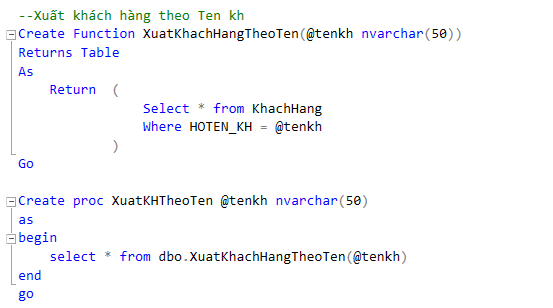 --Xuất khách hàng theo Ten kh
Create Function XuatKhachHangTheoTen(@tenkh nvarchar(50))
Returns Table
As
Return (
Select * from KhachHang
Where HOTEN_KH = @tenkh
)
Go
Create proc XuatKHTheoTen @tenkh nvarchar(50)
as
begin
select * from dbo.XuatKhachHangTheoTen(@tenkh)
end
go